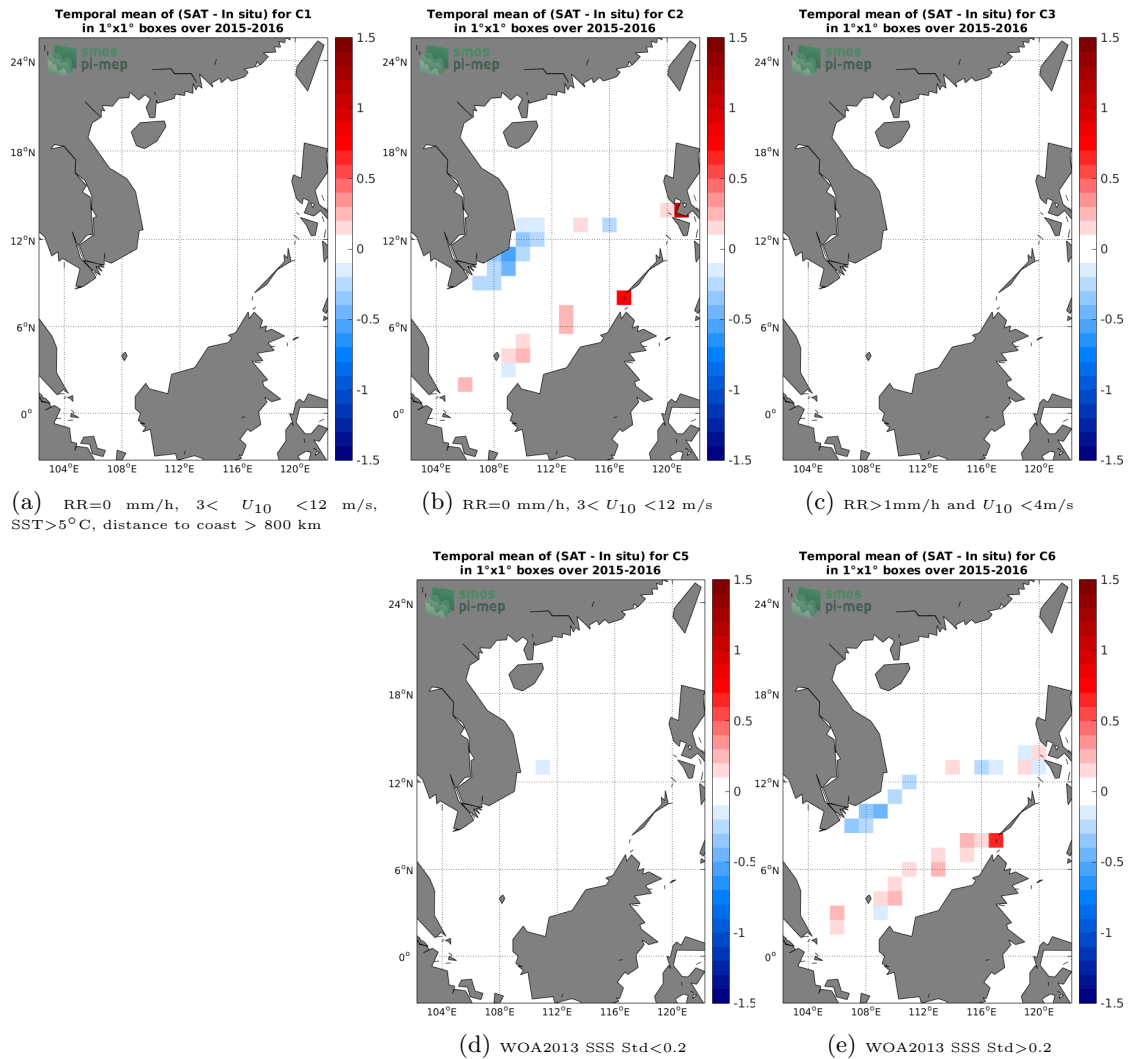 Temporal mean of (SAT - In situ) for C1
in 1°x1° boxes over 2015-2016
smos
pi-mep
24°N
18°N
12°N
6°N
0°
104°E
108°E
112°E
116°E
120°E
1.5
1
0.5
0
-0.5
-1
-1.5
(a) RR=0 mm/h, 3< U10 <12 m/s,
SST>5°C, distance to coast > 800 km
Temporal mean of (SAT - In situ) for C2
in 1°x1° boxes over 2015-2016
smos
pi-mep
24°N
18°N
12°N
6°N
0°
104°E
108°E
112°E
116°E
120°E
1.5
1
0.5
0
-0.5
-1
-1.5
(b) RR=0 mm/h, 3< U10 <12 m/s
Temporal mean of (SAT - In situ) for C3
in 1°x1° boxes over 2015-2016
smos
pi-mep
24°N
18°N
12°N
6°N
0°
104°E
108°E
112°E
116°E
120°E
1.5
1
0.5
0
-0.5
-1
-1.5
(c) RR>1mm/h and U10 <4m/s
Temporal mean of (SAT - In situ) for C5
in 1°x1° boxes over 2015-2016
smos
pi-mep
24°N
18°N
12°N
6°N
0°
104°E
108°E
112°E
116°E
120°E
1.5
1
0.5
0
-0.5
-1
-1.5
(d) WOA2013 SSS Std<0.2
Temporal mean of (SAT - In situ) for C6
in 1°x1° boxes over 2015-2016
smos
pi-mep
24°N
18°N
12°N
6°N
0°
104°E
108°E
112°E
116°E
120°E
1.5
1
0.5
0
-0.5
-1
-1.5
(e) WOA2013 SSS Std>0.2